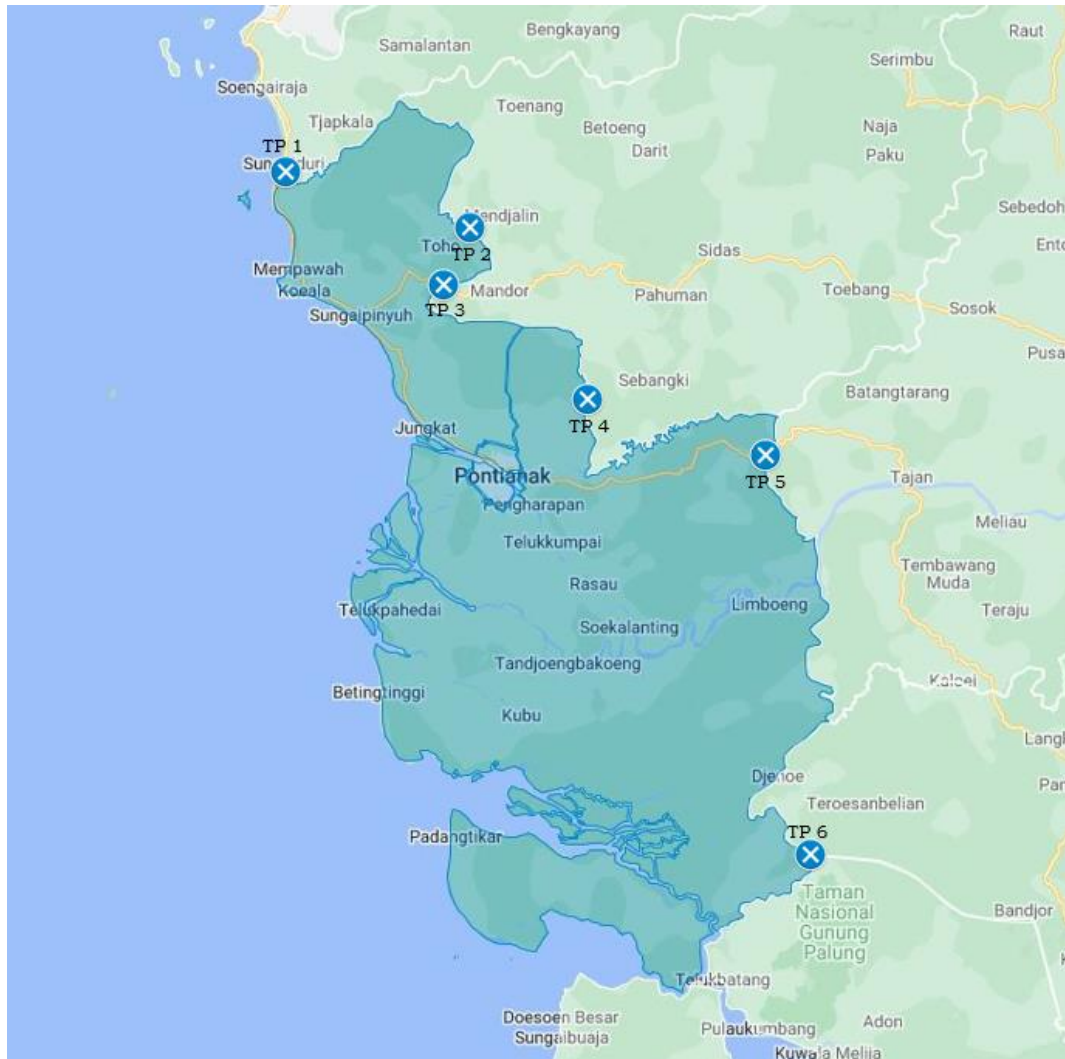 Bengkayang
Raut
Samalantan
Serimbu
Soengairaja
Toenang
Tjapkala
Betoeng
Naja
Darit
Paku
TP 1
Sebedoh
Mendjalin
Toho
TP 2
Sidas
Mempawah
Koeala
Mandor
Pahuman
Toebang
TP 3
Sosok
Sungaipinyuh
Pusa
Sebangki
Batangtarang
TP 4
Jungkat
Pontianak
TP 5
Tajan
Pengharapan
Meliau
Telukkumpai
Tembawang
Muda
Rasau
Limboeng
Telukpahedai
Teraju
Soekalanting
Tandjoengbakoeng
Betingtinggi
Kubu
Teroesanbelian
Padangtikar
TP 6
Taman
Nasional
Gunung
Palung
Bandjor
Telukbatang
Doesoen Besar
Sungaibuaja
Pulaukumbang
Adon